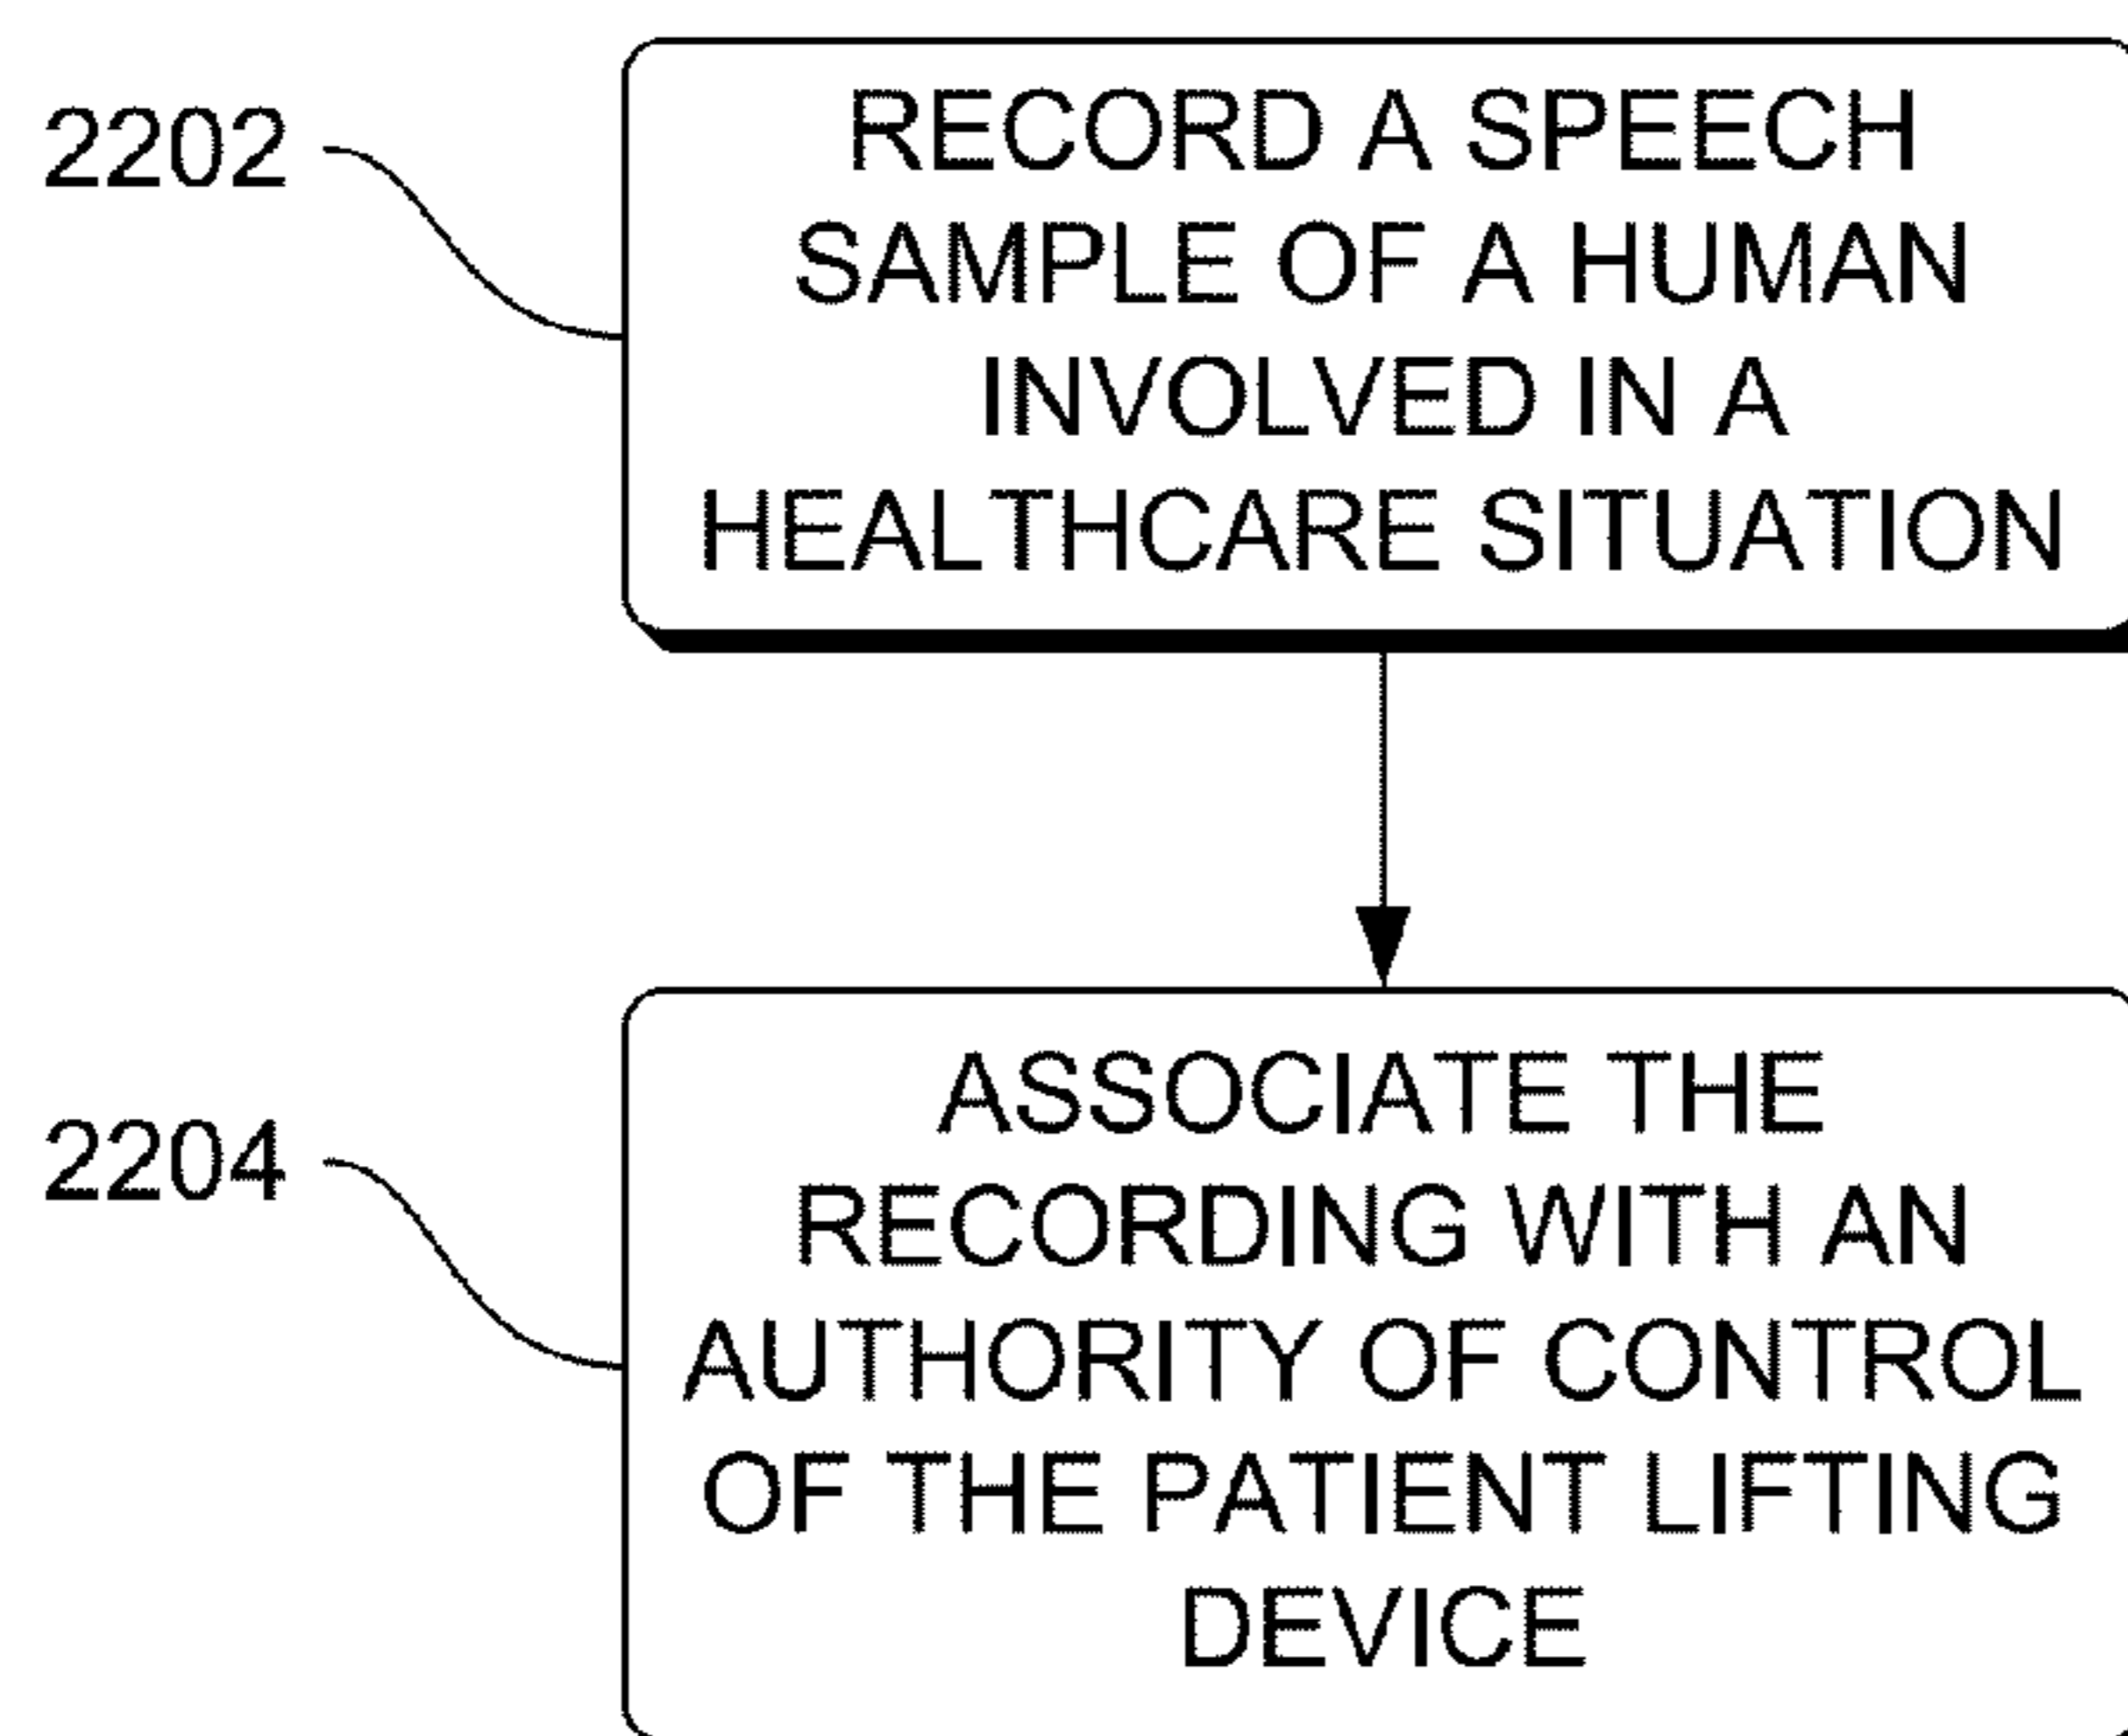 2202
RECORD A SPEECH
SAMPLE OF A HUMAN
INVOLVED IN A
HEALTHCARE SITUATION
2204
ASSOCIATE THE
RECORDING WITH AN
AUTHORITY OF CONTROL
OF THE PATIENT LIFTING
DEVICE